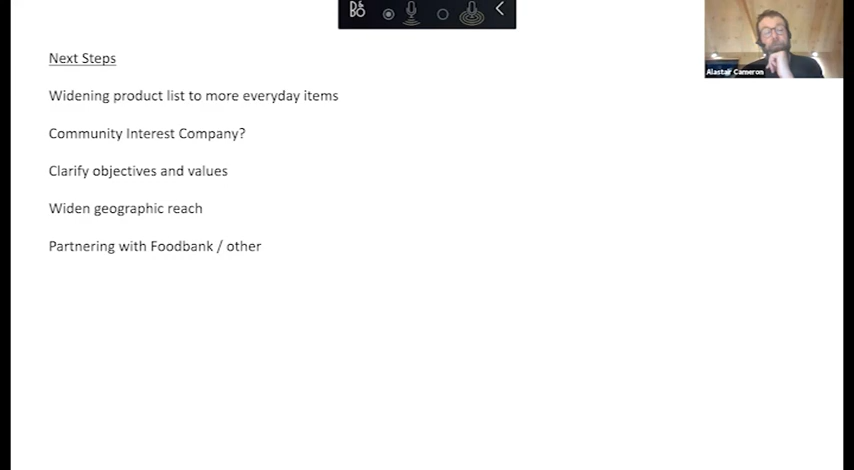 B&O
Alastair Cameron
Next Steps
Widening product list to more everyday items
Community Interest Company?
Clarify objectives and values
Widen geographic reach
Partnering with Foodbank / other